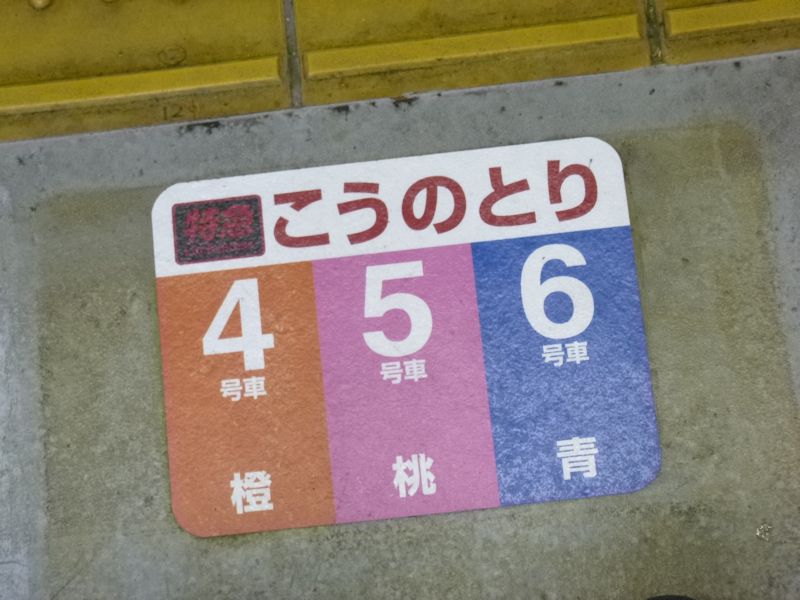 特急 こうのとり
4 5 6
号車 号車 号車
橙 桃 青